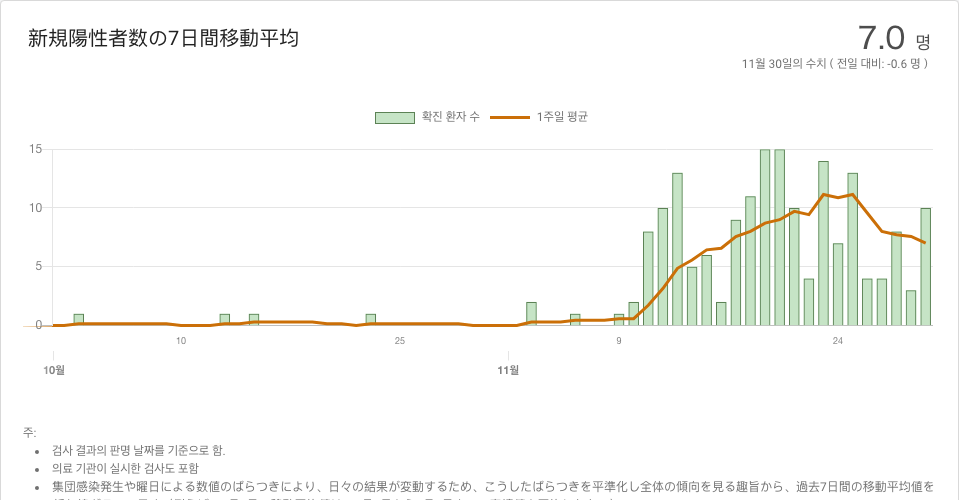 新規陽性者数の7日間移動平均
7.0 명
11월 30일의 수치 ( 전일 대비: -0.6 명 )
확진 환자 수 1주일 평균
15
10
5
0
10 25 9 24
10월 11월
주:
검사 결과의 판명 날짜를 기준으로 함.
의료 기관이 실시한 검사도 포함
集団感染発生や曜日による数値のばらつきにより、日々の結果が変動するため、こうしたばらつきを平準化し全体の傾向を見る趣旨から、過去7日間の移動平均値を